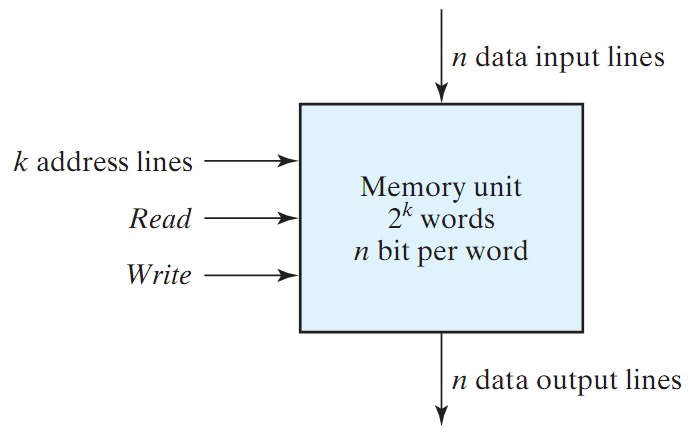 n data input lines
k address lines
Read
Write
Memory unit
2^k words
n bit per word
n data output lines